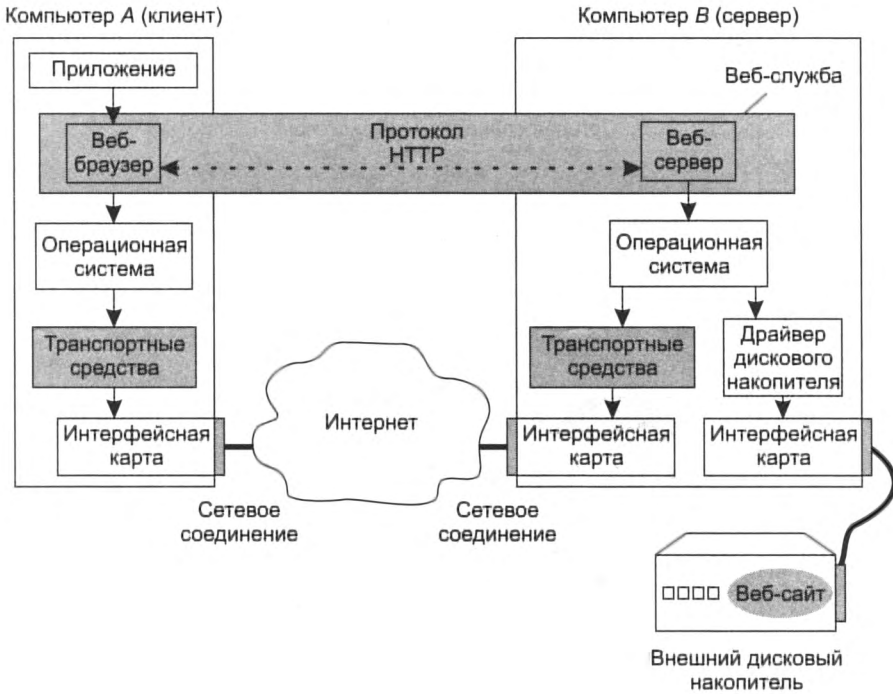 Компьютер A (клиент)
Компьютер B (сервер)
Приложение
Веб-служба
Веб-
браузер
Протокол
HTTP
Веб-
сервер
Операционная
система
Операционная
система
Транспортные
средства
Транспортные
средства
Драйвер
дискового
накопителя
Интерфейсная
карта
Интернет
Интерфейсная
карта
Интерфейсная
карта
Сетевое
соединение
Сетевое
соединение
Веб-сайт
Внешний дисковый
накопитель